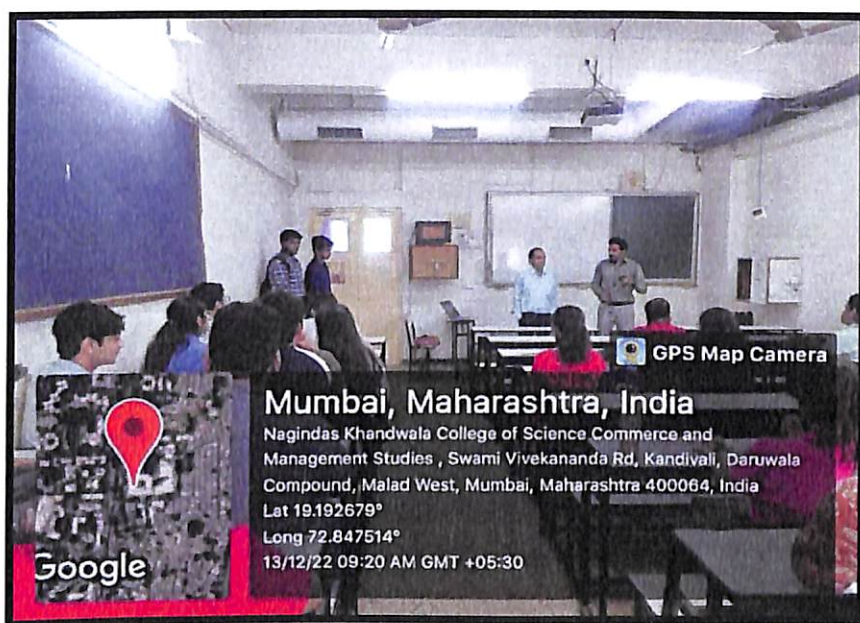 GPS Map Camera
Mumbai, Maharashtra, India
Nagindas Khandwala College of Science Commerce and
Management Studies , Swami Vivekananda Rd, Kandivali, Daruwala
Compound, Malad West, Mumbai, Maharashtra 400064, India
Lat 19.192679°
Long 72.847514°
13/12/22 09:20 AM GMT +05:30
Google